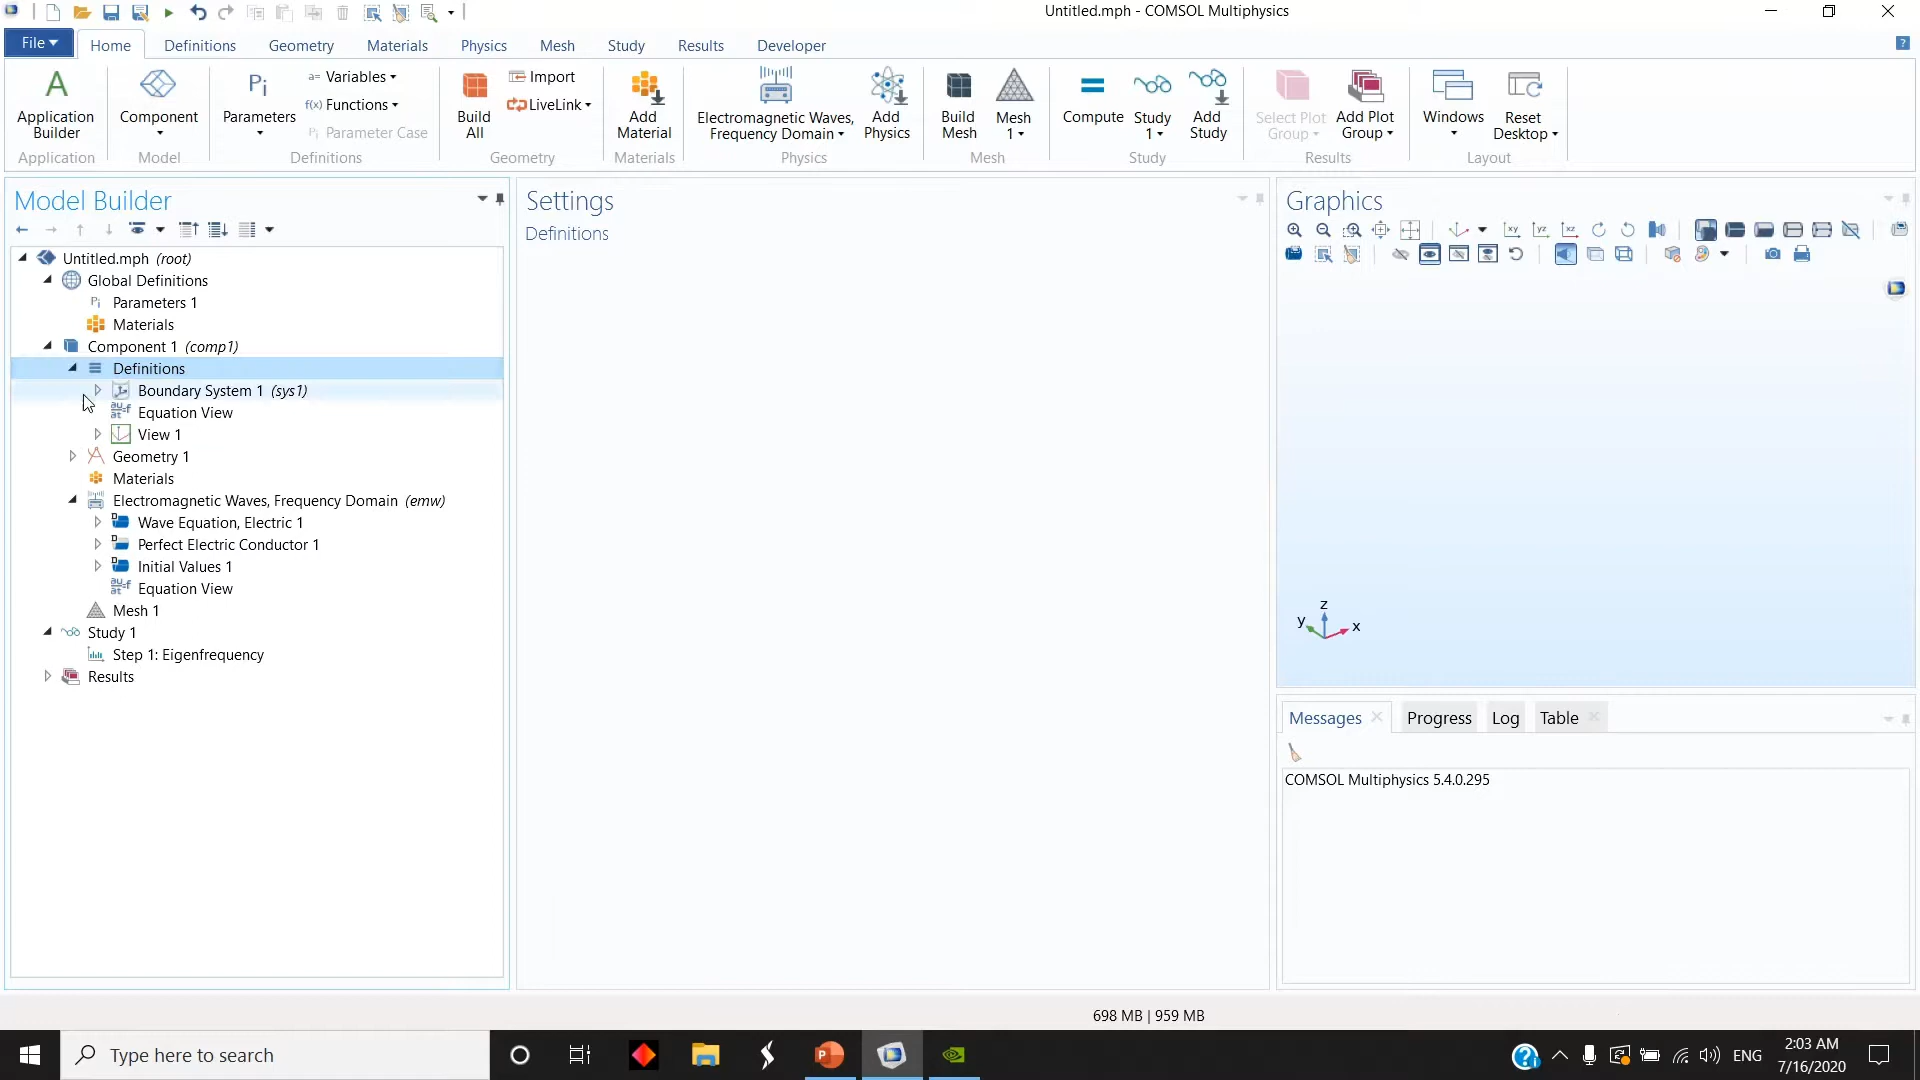 Untitled.mph - COMSOL Multiphysics
File Home Definitions Geometry Materials Physics Mesh Study Results Developer
Application Builder
Application
Component
Model
Pi
Parameters
a= Variables
f(x) Functions
Pi Parameter Case
Definitions
Build All
Import
LiveLink
Geometry
Add Material
Materials
Electromagnetic Waves, Frequency Domain
Add Physics
Physics
Build Mesh
Mesh 1
Mesh
Compute
Study 1
Add Study
Study
Select Plot Group
Add Plot Group
Results
Windows
Reset Desktop
Layout
Model Builder
Untitled.mph (root)
Global Definitions
Pi Parameters 1
Materials
Component 1 (comp1)
Definitions
Boundary System 1 (sys1)
Equation View
View 1
Geometry 1
Materials
Electromagnetic Waves, Frequency Domain (emw)
Wave Equation, Electric 1
Perfect Electric Conductor 1
Initial Values 1
Equation View
Mesh 1
Study 1
Step 1: Eigenfrequency
Results
Settings
Definitions
Graphics
xy yz xz
z
y x
Messages Progress Log Table
COMSOL Multiphysics 5.4.0.295
698 MB | 959 MB
Type here to search
ENG
2:03 AM
7/16/2020